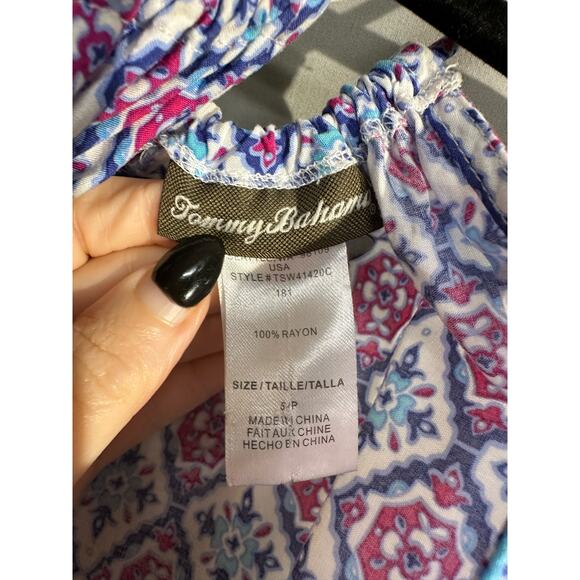 Tommy Bahama
USA
STYLE # TSW41420C
181
100% RAYON
SIZE / TAILLE / TALLA
S/P
MADE IN CHINA
FAIT AUX CHINE
HECHO EN CHINA